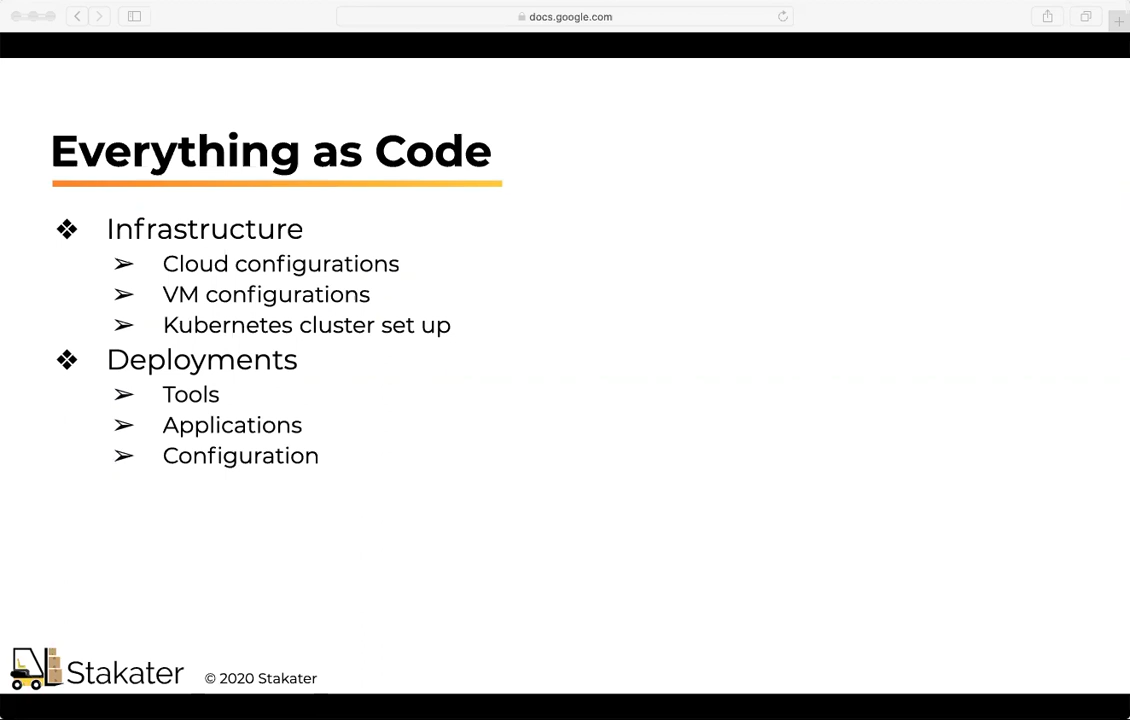 docs.google.com
Everything as Code
❖ Infrastructure
➢ Cloud configurations
➢ VM configurations
➢ Kubernetes cluster set up
❖ Deployments
➢ Tools
➢ Applications
➢ Configuration
Stakater © 2020 Stakater